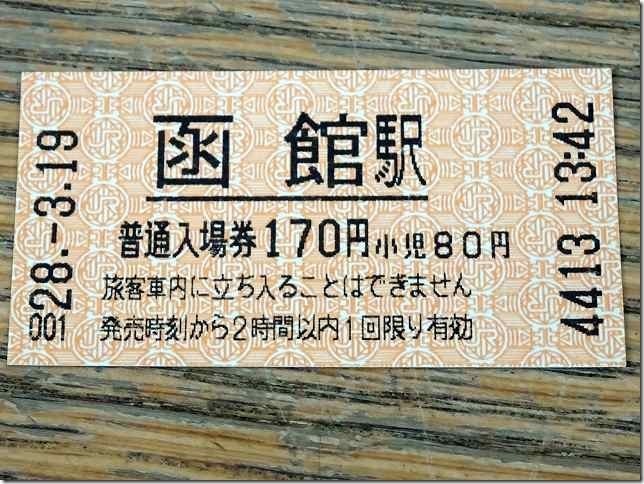 函館駅
普通入場券170円小児80円
旅客車内に立ち入ることはできません
発売時刻から2時間以内1回限り有効
28.-3.19
001
4413 13:42